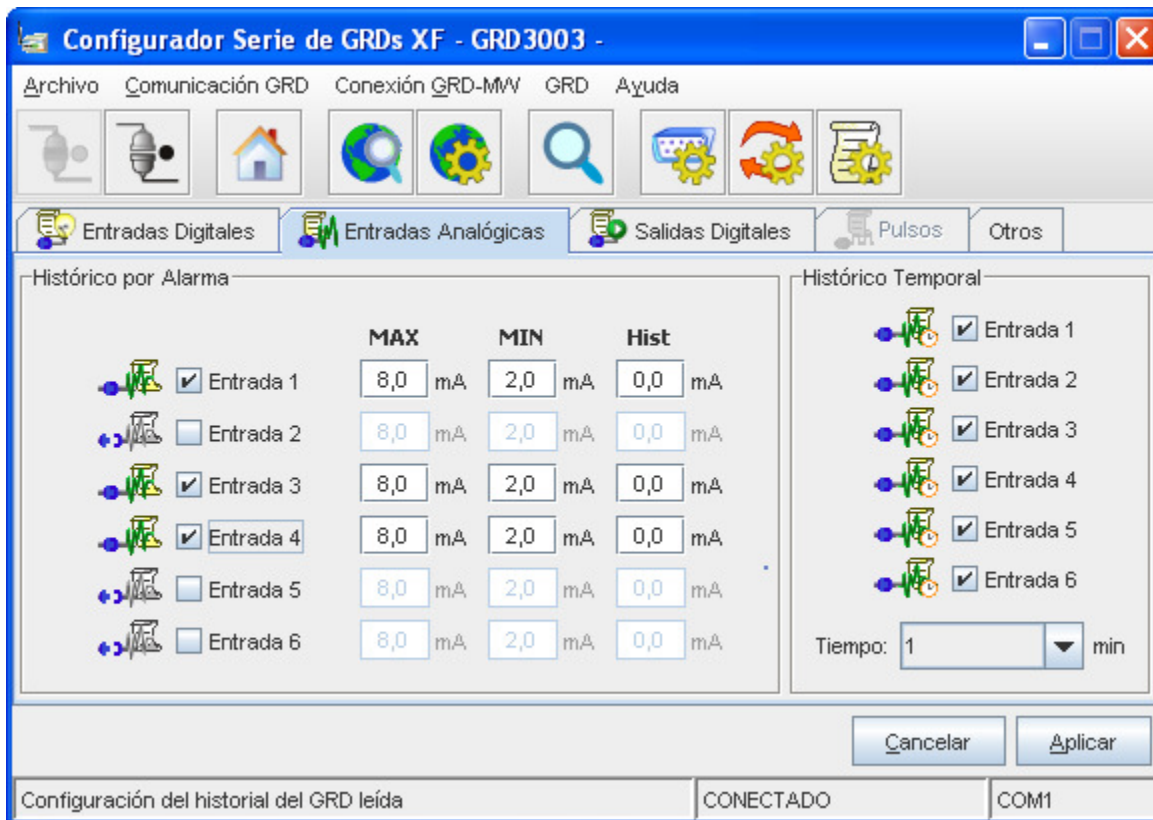 Configurador Serie de GRDs XF - GRD3003 -
Archivo Comunicación GRD Conexión GRD-MW GRD Ayuda
Entradas Digitales Entradas Analógicas Salidas Digitales Pulsos Otros
Histórico por Alarma
MAX MIN Hist
Entrada 1 8,0 mA 2,0 mA 0,0 mA
Entrada 2 8,0 mA 2,0 mA 0,0 mA
Entrada 3 8,0 mA 2,0 mA 0,0 mA
Entrada 4 8,0 mA 2,0 mA 0,0 mA
Entrada 5 8,0 mA 2,0 mA 0,0 mA
Entrada 6 8,0 mA 2,0 mA 0,0 mA
Histórico Temporal
Entrada 1
Entrada 2
Entrada 3
Entrada 4
Entrada 5
Entrada 6
Tiempo: 1 min
Cancelar Aplicar
Configuración del historial del GRD leída CONECTADO COM1